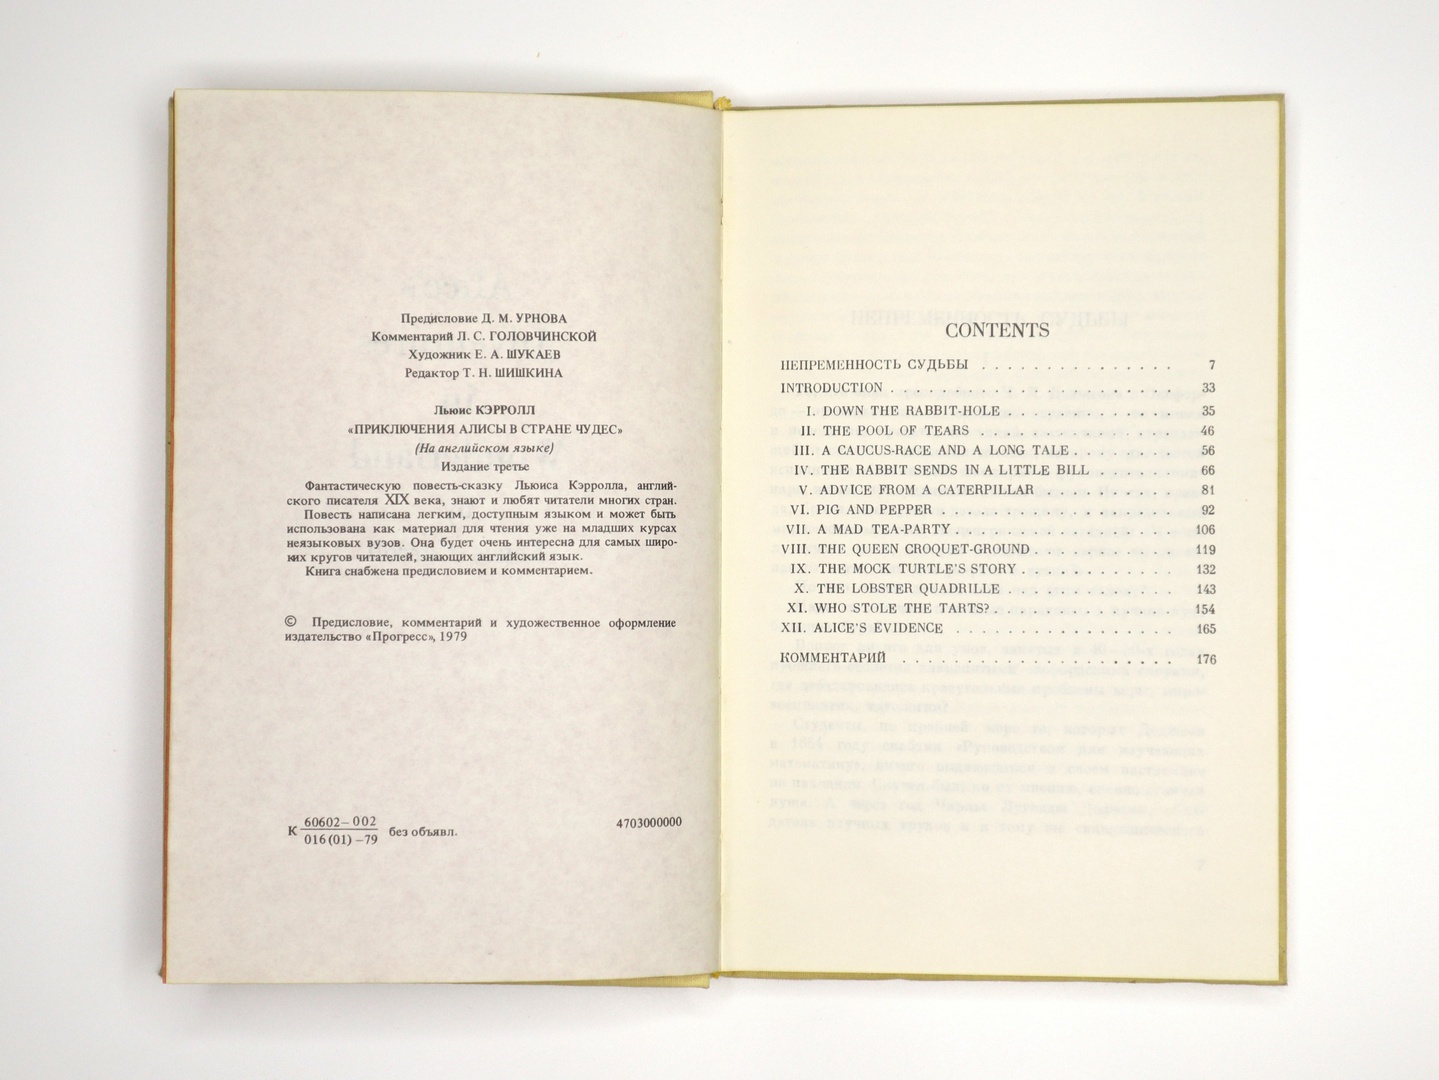 Предисловие Д. М. УРНОВА
Комментарий Л. С. ГОЛОВЧИНСКОЙ
Художник Е. А. ШУКАЕВ
Редактор Т. Н. ШИШКИНА
Льюис КЭРРОЛЛ
«ПРИКЛЮЧЕНИЯ АЛИСЫ В СТРАНЕ ЧУДЕС»
(На английском языке)
Издание третье
Фантастическую повесть-сказку Льюиса Кэрролла, англий-
ского писателя XIX века, знают и любят читатели многих стран.
Повесть написана легким, доступным языком и может быть
использована как материал для чтения уже на младших курсах
неязыковых вузов. Она будет очень интересна для самых широ-
ких кругов читателей, знающих английский язык.
Книга снабжена предисловием и комментарием.
© Предисловие, комментарий и художественное оформление
издательство «Прогресс», 1979
К 60602–002
016(01)–79 без объявл. 4703000000
CONTENTS
НЕПРЕМЕННОСТЬ СУДЬБЫ . . . . . . . . . . . . . . . 7
INTRODUCTION . . . . . . . . . . . . . . . . . . . . . 33
I. DOWN THE RABBIT-HOLE . . . . . . . . . . . . . 35
II. THE POOL OF TEARS . . . . . . . . . . . . . . . 46
III. A CAUCUS-RACE AND A LONG TALE . . . . . . . . 56
IV. THE RABBIT SENDS IN A LITTLE BILL . . . . . . 66
V. ADVICE FROM A CATERPILLAR . . . . . . . . . . 81
VI. PIG AND PEPPER . . . . . . . . . . . . . . . . . 92
VII. A MAD TEA-PARTY . . . . . . . . . . . . . . . . 106
VIII. THE QUEEN CROQUET-GROUND . . . . . . . . . . . 119
IX. THE MOCK TURTLE'S STORY . . . . . . . . . . . . 132
X. THE LOBSTER QUADRILLE . . . . . . . . . . . . . 143
XI. WHO STOLE THE TARTS? . . . . . . . . . . . . . . 154
XII. ALICE'S EVIDENCE . . . . . . . . . . . . . . . . . 165
КОММЕНТАРИЙ . . . . . . . . . . . . . . . . . . . . . 176